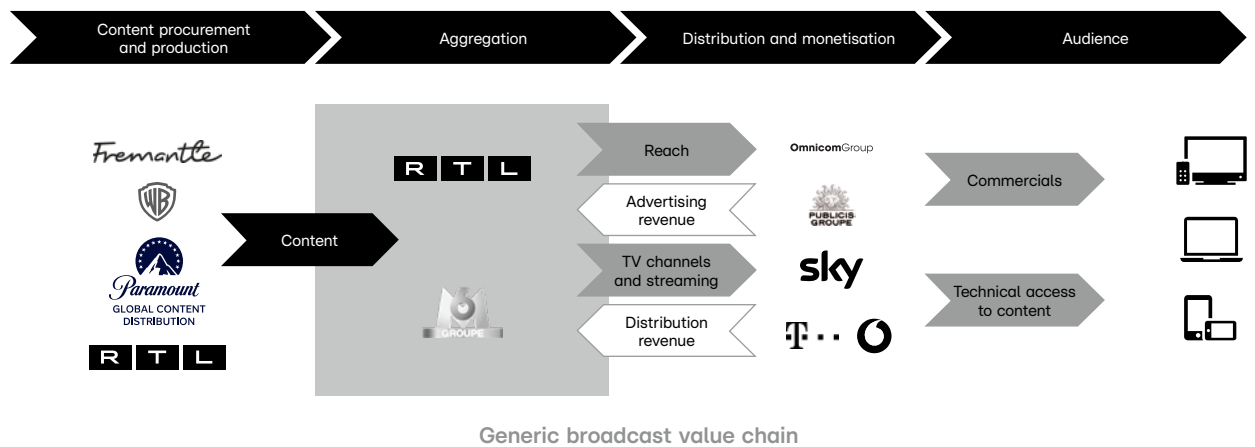 Content procurement
and production
Aggregation
Distribution and monetisation
Audience
Fremantle
WB
Paramount
GLOBAL CONTENT
DISTRIBUTION
RTL
Content
RTL
M6
GROUPE
Reach
Advertising
revenue
TV channels
and streaming
Distribution
revenue
OmnicomGroup
PUBLICIS
GROUPE
sky
T
Commercials
Technical access
to content
Generic broadcast value chain